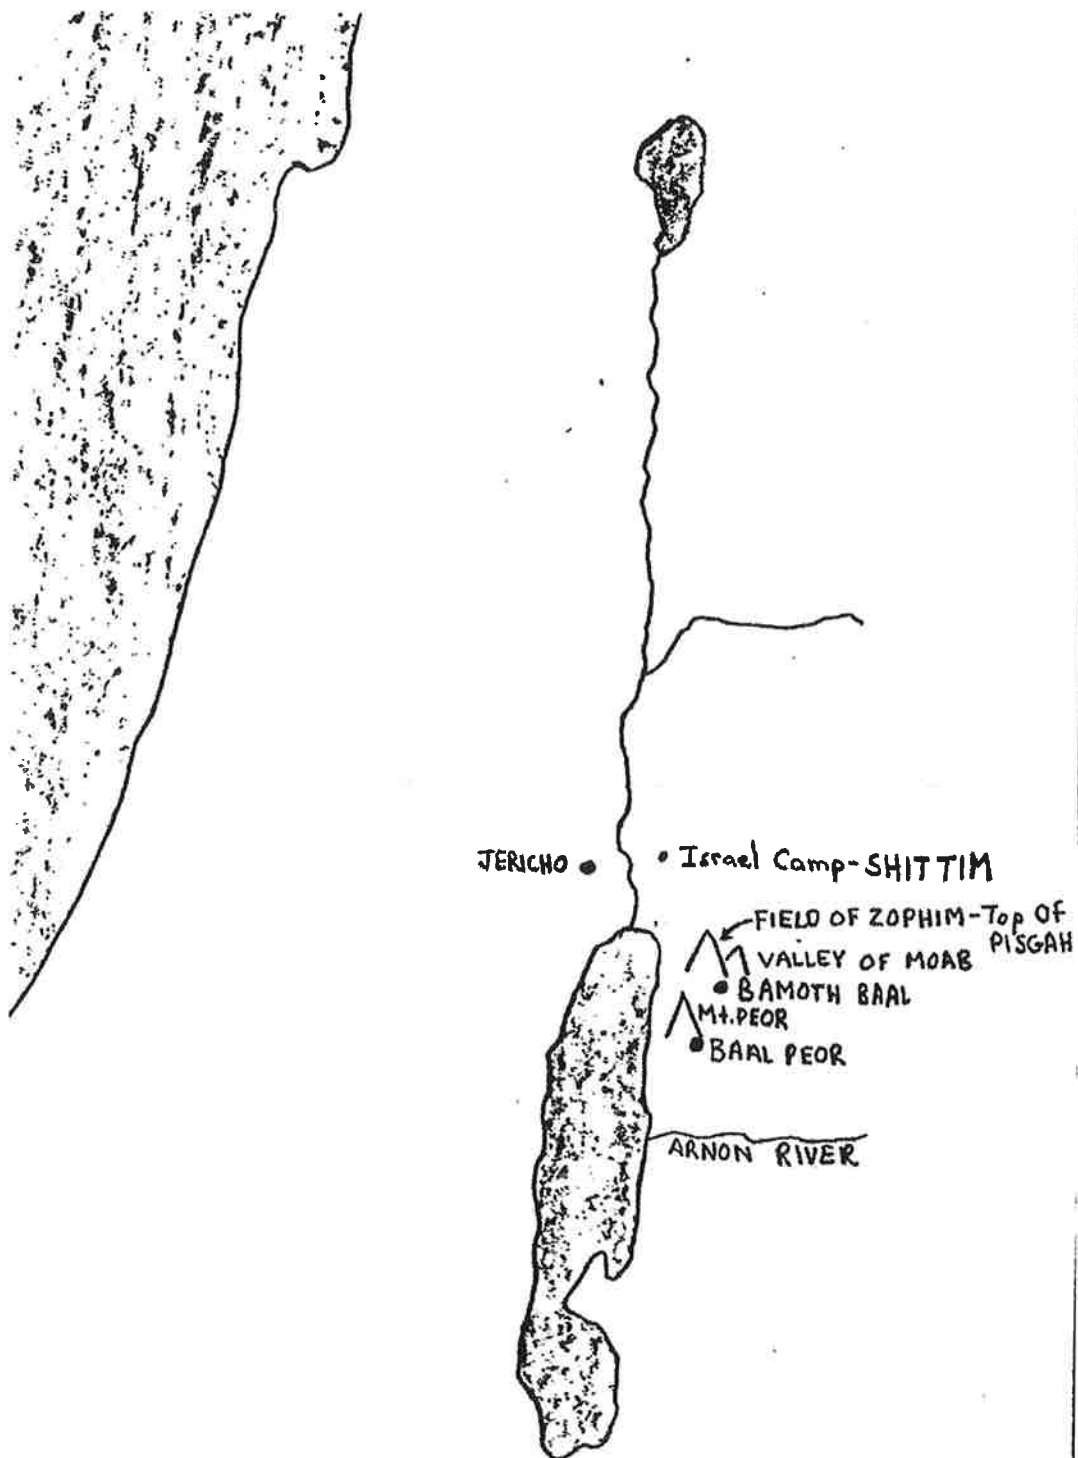 JERICHO
Israel Camp-SHITTIM
FIELD OF ZOPHIM-Top OF
PISGAH
VALLEY OF MOAB
BAMOTH BAAL
Mt. PEOR
BAAL PEOR
ARNON RIVER